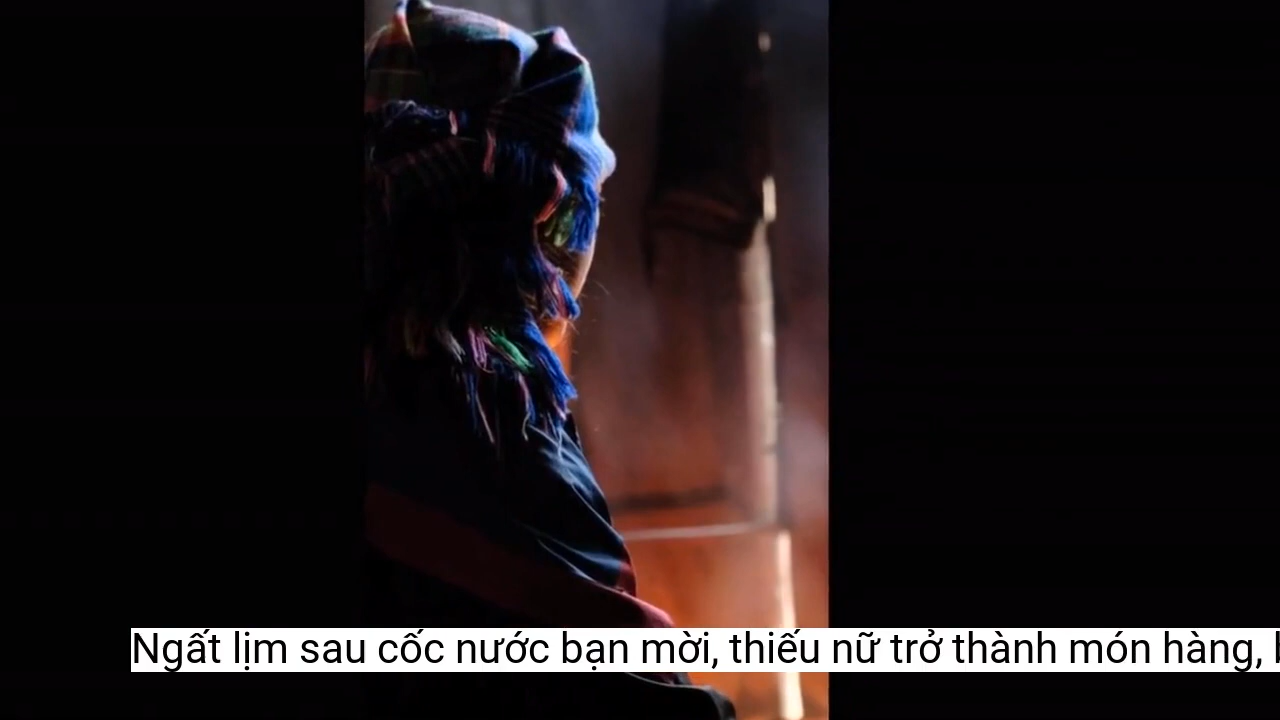 Ngất lịm sau cốc nước bạn mời, thiếu nữ trở thành món hàng,